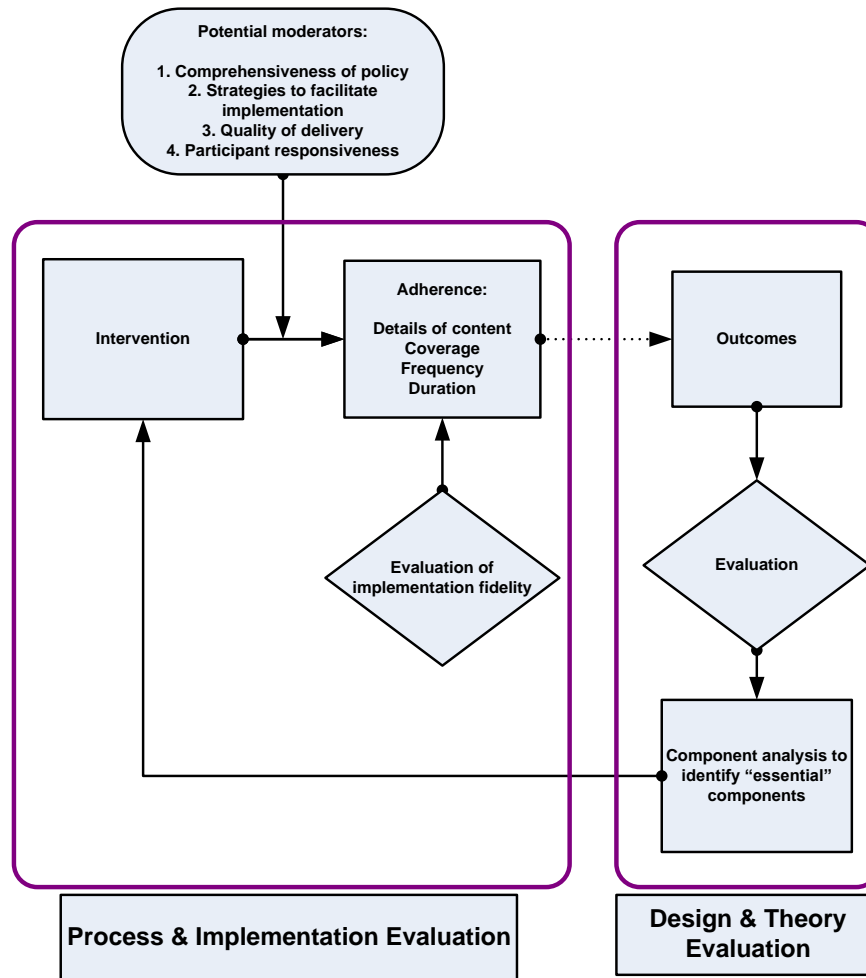 Potential moderators:
1. Comprehensiveness of policy
2. Strategies to facilitate
implementation
3. Quality of delivery
4. Participant responsiveness
Intervention
Adherence:
Details of content
Coverage
Frequency
Duration
Outcomes
Evaluation of
implementation fidelity
Evaluation
Component analysis to
identify “essential”
components
Process & Implementation Evaluation
Design & Theory
Evaluation